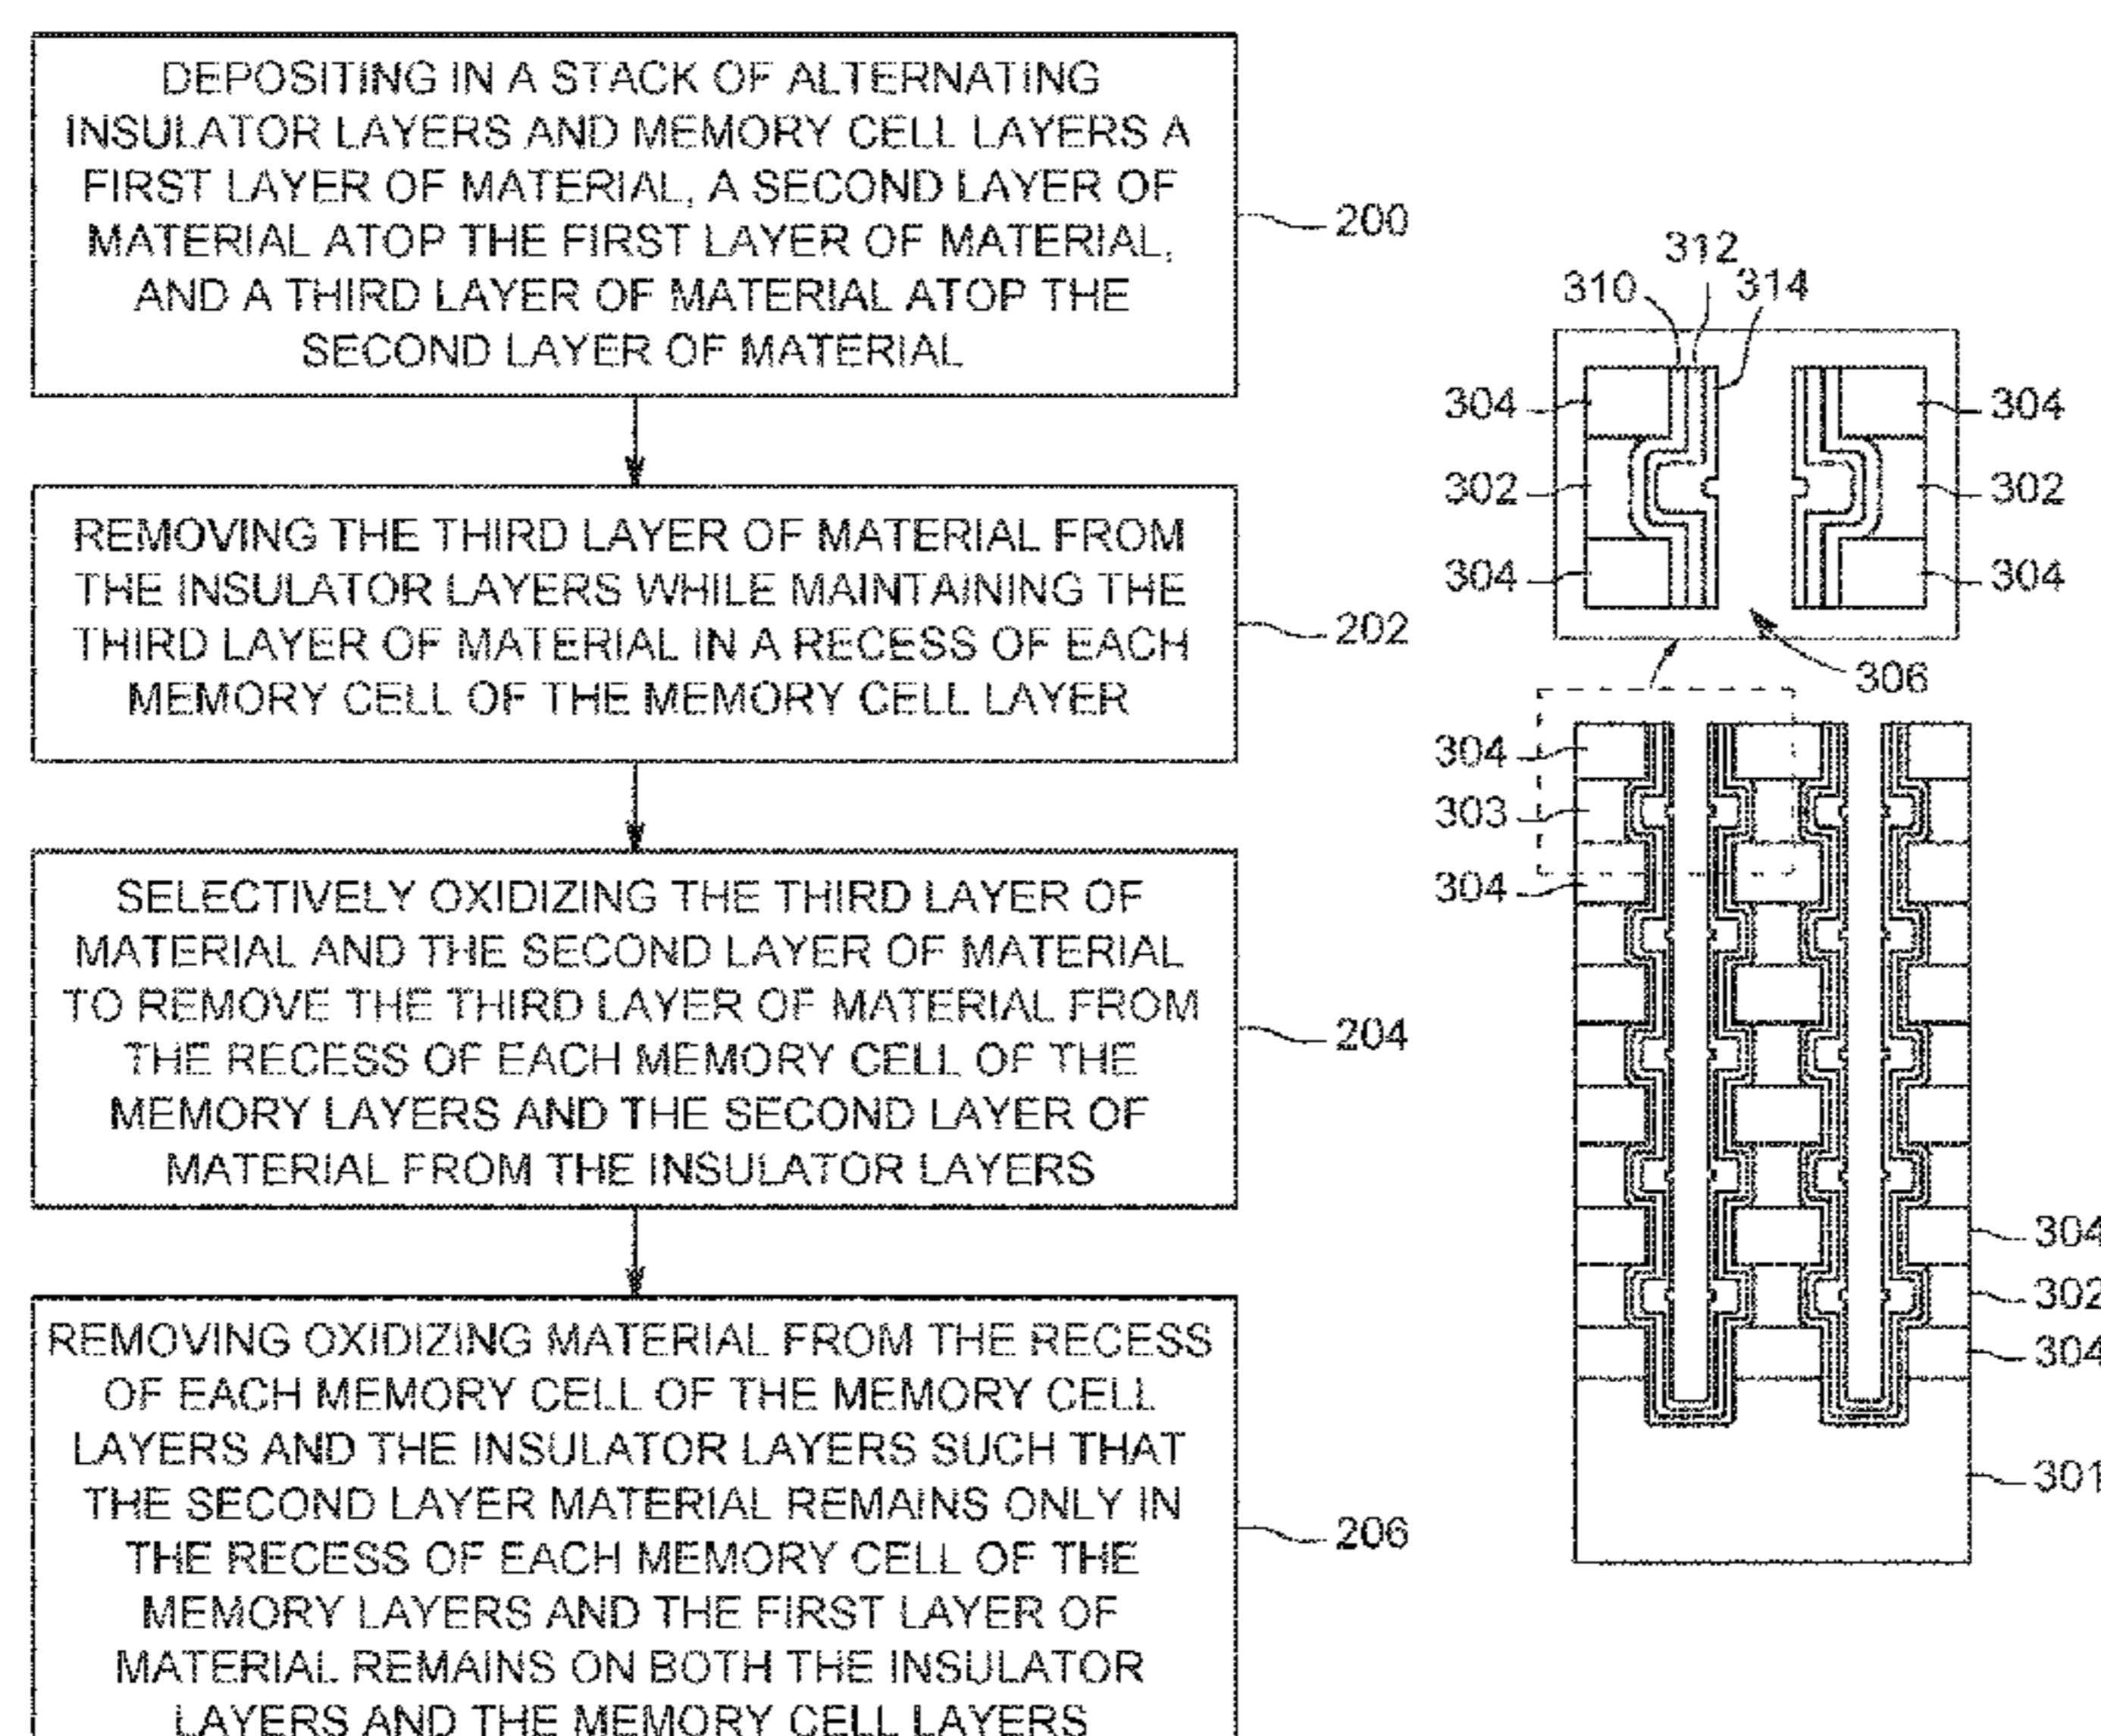 DEPOSITING IN A STACK OF ALTERNATING
INSULATOR LAYERS AND MEMORY CELL LAYERS A
FIRST LAYER OF MATERIAL, A SECOND LAYER OF
MATERIAL ATOP THE FIRST LAYER OF MATERIAL,
AND A THIRD LAYER OF MATERIAL ATOP THE
SECOND LAYER OF MATERIAL
200
REMOVING THE THIRD LAYER OF MATERIAL FROM
THE INSULATOR LAYERS WHILE MAINTAINING THE
THIRD LAYER OF MATERIAL IN A RECESS OF EACH
MEMORY CELL OF THE MEMORY CELL LAYER
202
SELECTIVELY OXIDIZING THE THIRD LAYER OF
MATERIAL AND THE SECOND LAYER OF MATERIAL
TO REMOVE THE THIRD LAYER OF MATERIAL FROM
THE RECESS OF EACH MEMORY CELL OF THE
MEMORY LAYERS AND THE SECOND LAYER OF
MATERIAL FROM THE INSULATOR LAYERS
204
REMOVING OXIDIZING MATERIAL FROM THE RECESS
OF EACH MEMORY CELL OF THE MEMORY CELL
LAYERS AND THE INSULATOR LAYERS SUCH THAT
THE SECOND LAYER MATERIAL REMAINS ONLY IN
THE RECESS OF EACH MEMORY CELL OF THE
MEMORY LAYERS AND THE FIRST LAYER OF
MATERIAL REMAINS ON BOTH THE INSULATOR
LAYERS AND THE MEMORY CELL LAYERS
206
312
310 314
304 304
302 302
304 304
306
304
303
304
304
302
304
301